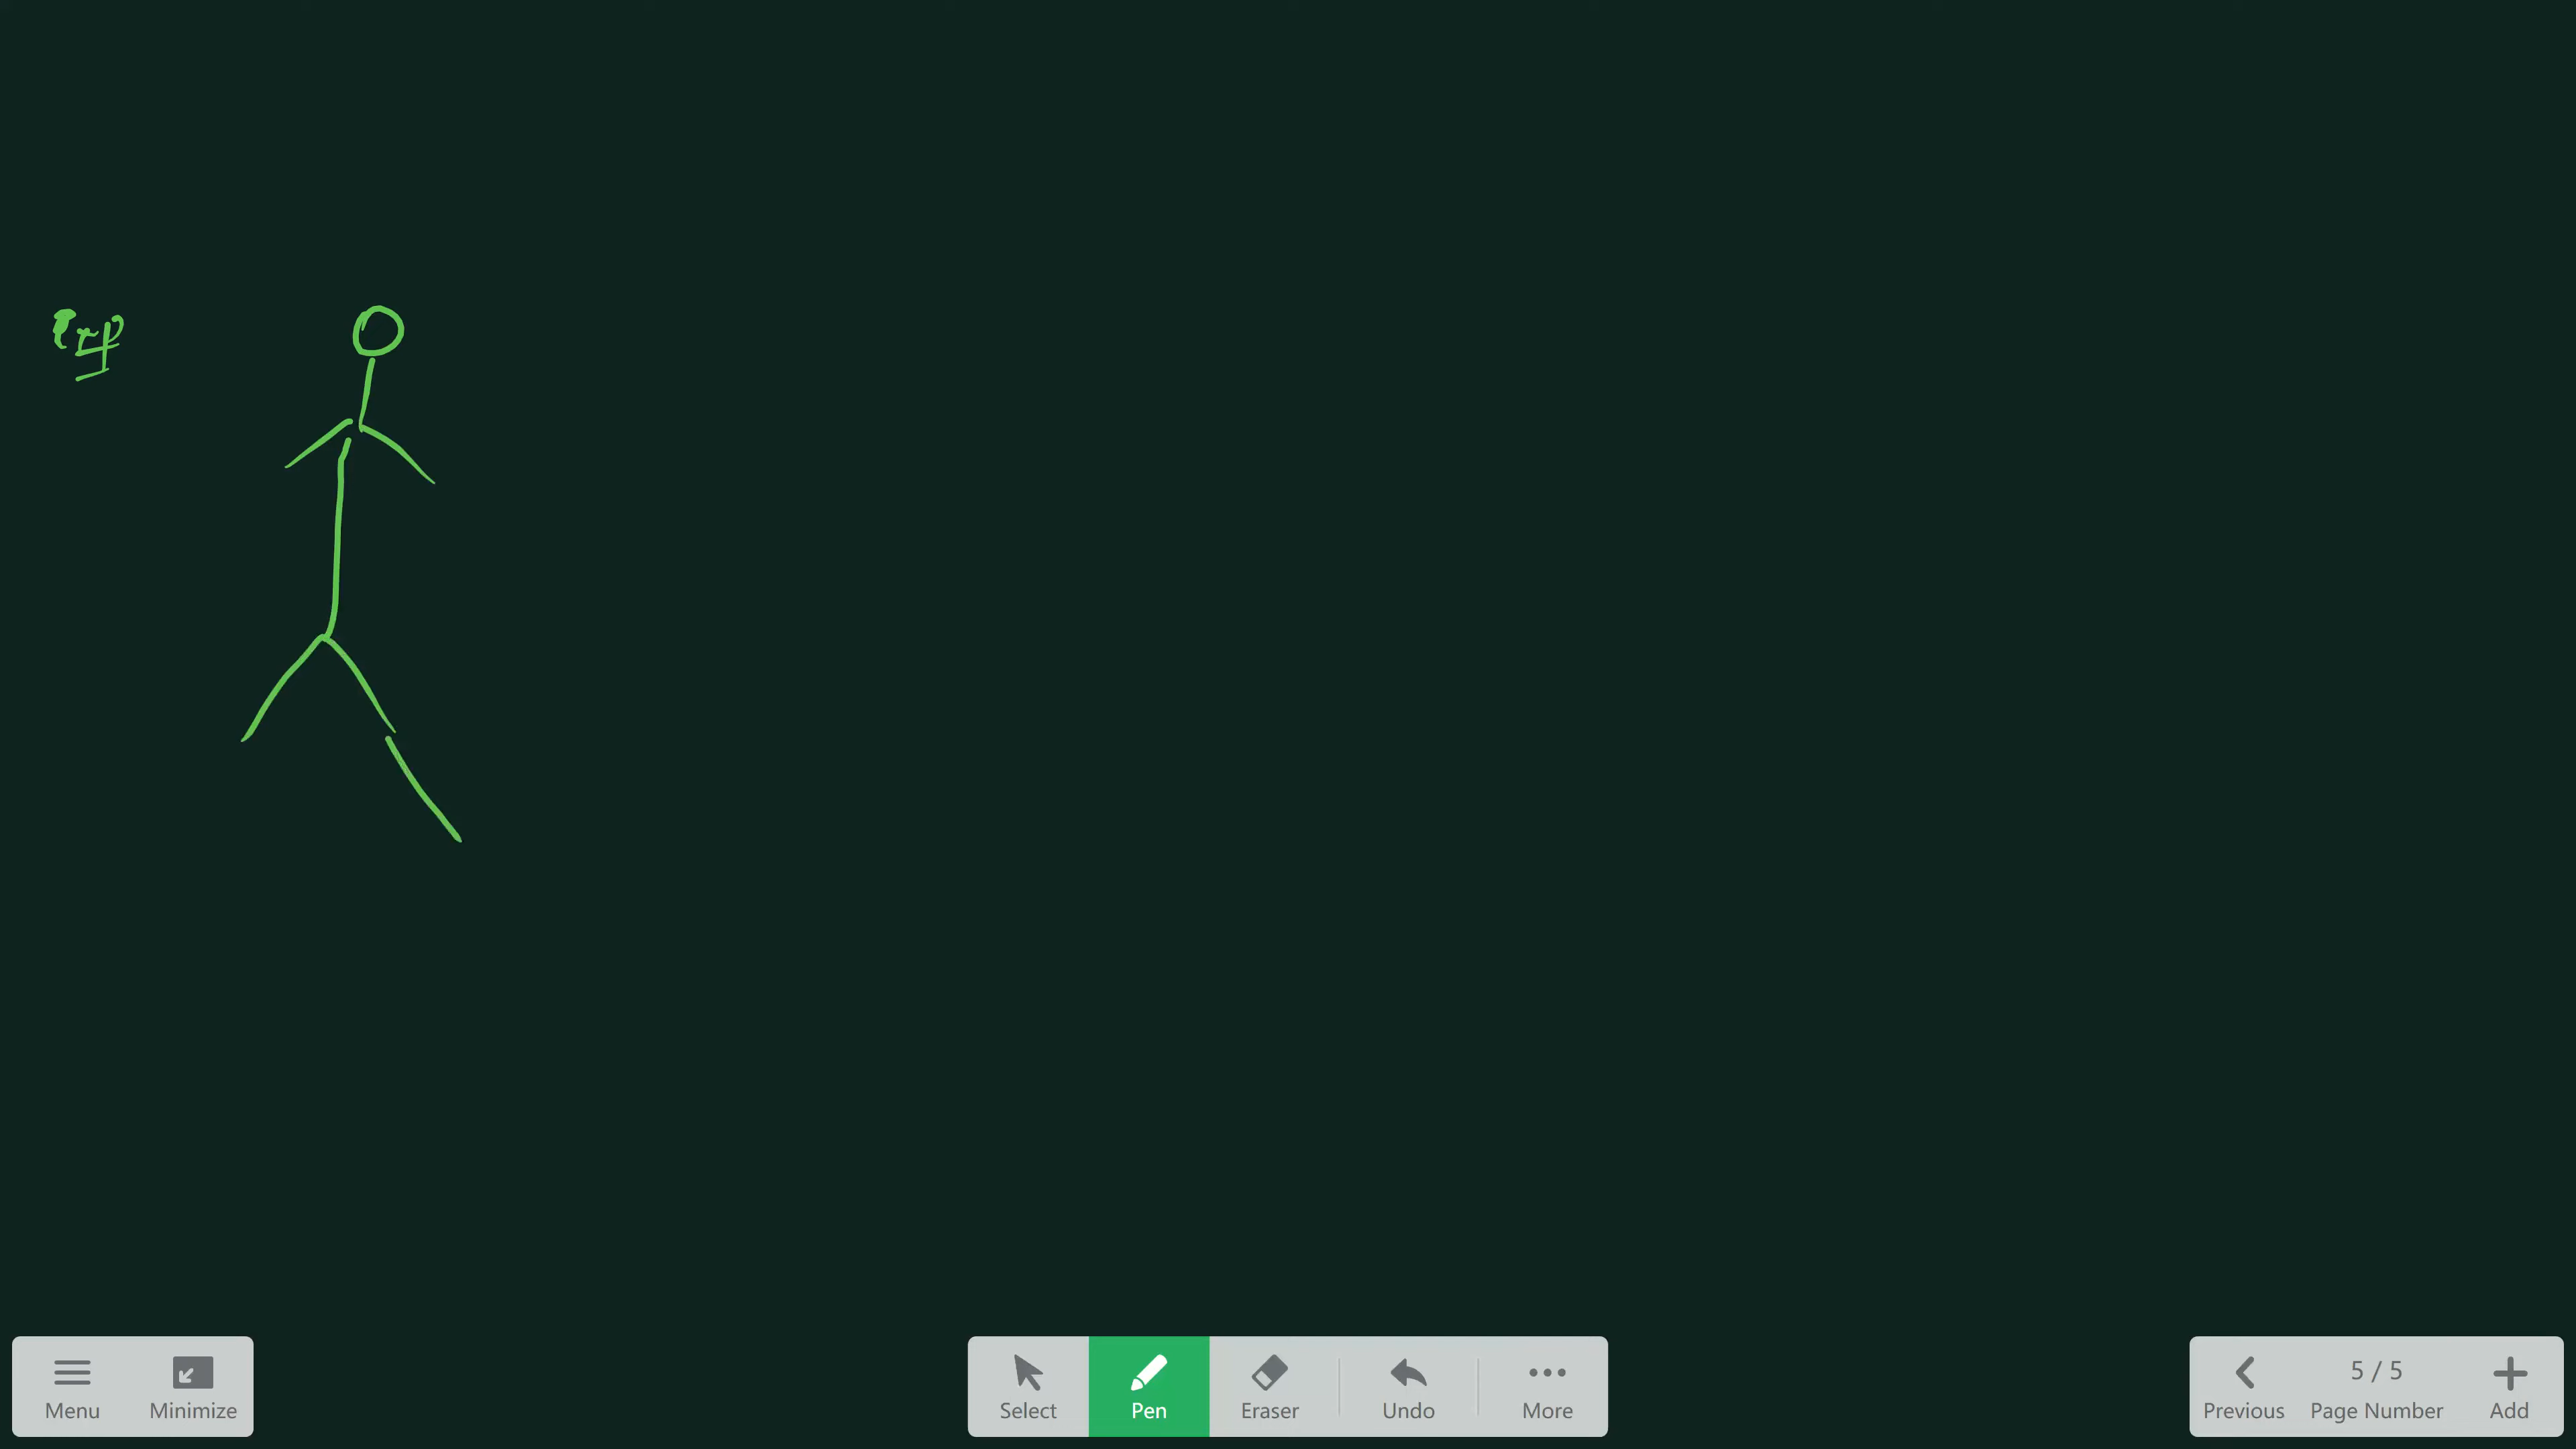 Menu
Minimize
Select
Pen
Eraser
Undo
More
5 / 5
Previous
Page Number
Add